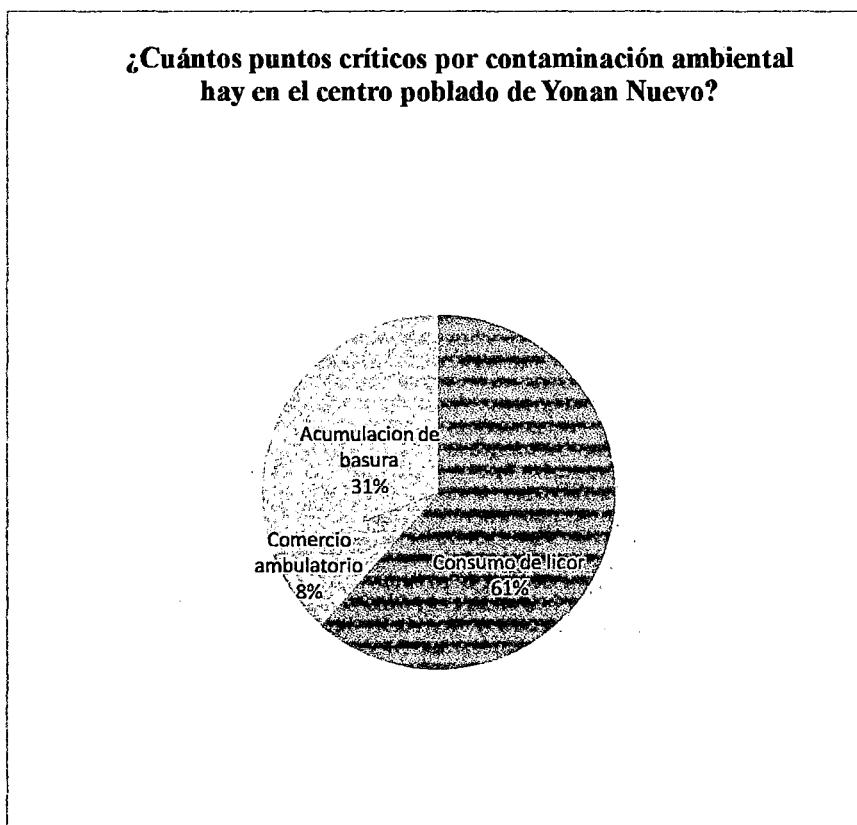 ¿Cuántos puntos críticos por contaminación ambiental
hay en el centro poblado de Yonan Nuevo?
Acumulacion de
basura
31%
Comercio
ambulatorio
8%
Consumo de licor
61%